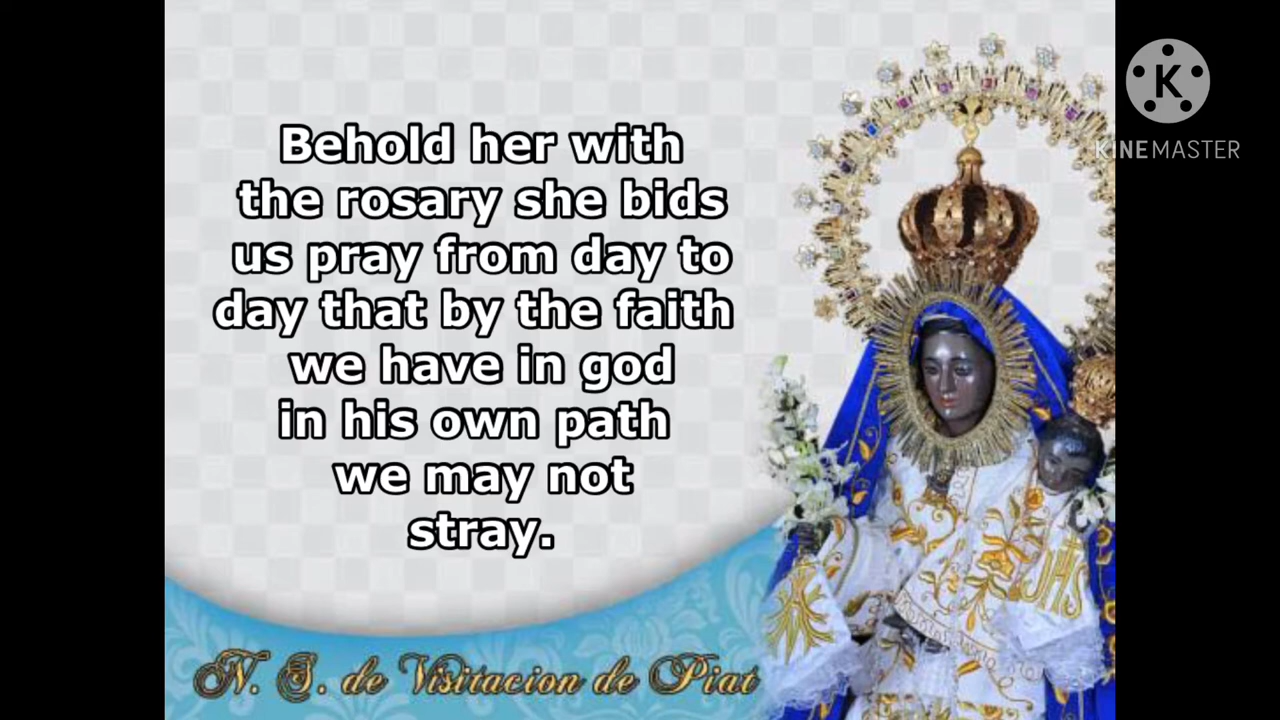 Behold her with
the rosary she bids
us pray from day to
day that by the faith
we have in god
in his own path
we may not
stray.
N. S. de Visitacion de Piat
K
KINEMASTER
JHS